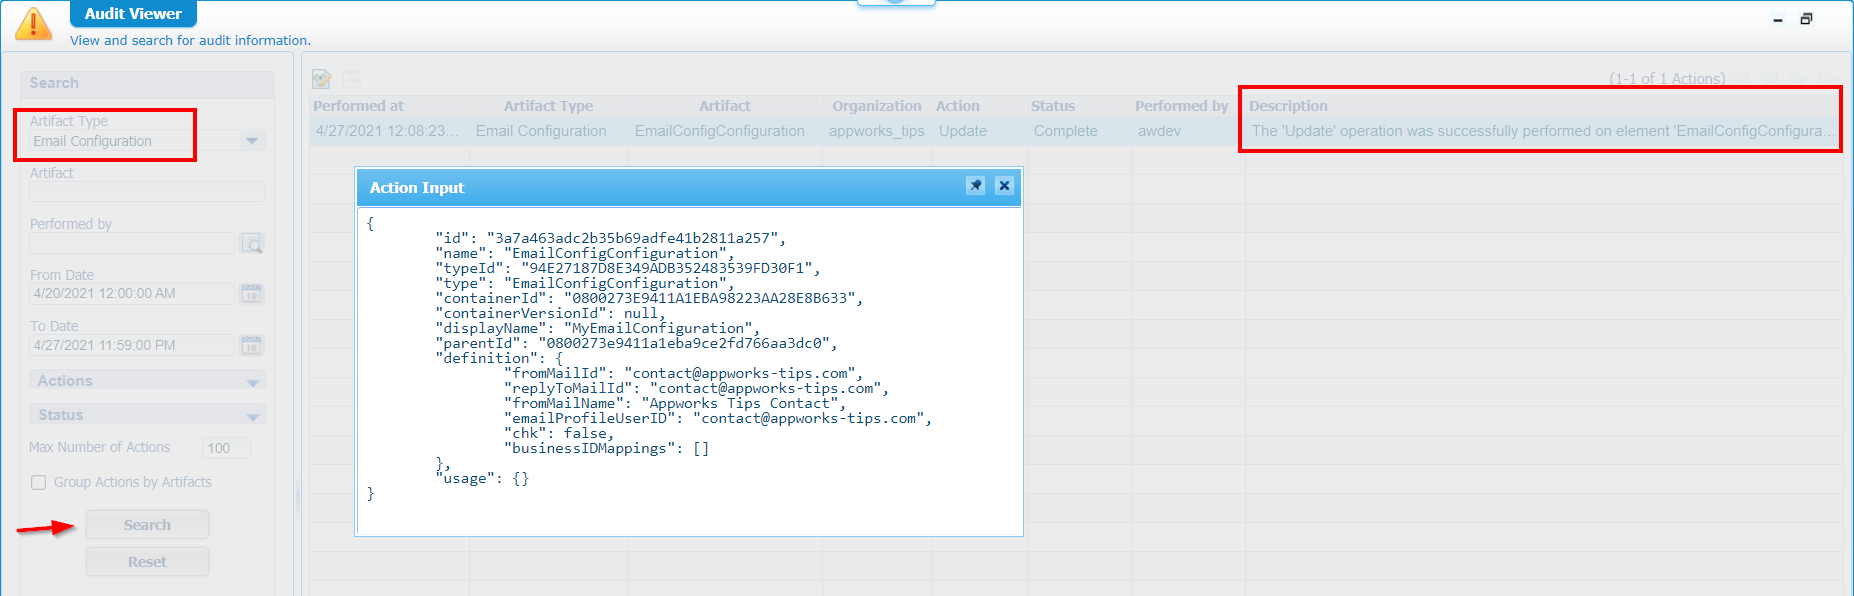 Audit Viewer
View and search for audit information.
Search
Artifact Type
Email Configuration
Artifact
Performed by
From Date
4/20/2021 12:00:00 AM
To Date
4/27/2021 11:59:00 PM
Actions
Status
Max Number of Actions 100
Group Actions by Artifacts
Search
Reset
(1-1 of 1 Actions)
Performed at Artifact Type Artifact Organization Action Status Performed by Description
4/27/2021 12:08:23... Email Configuration EmailConfigConfiguration appworks_tips Update Complete awdev The 'Update' operation was successfully performed on element 'EmailConfigConfigura...
Action Input
{
"id": "3a7a463adc2b35b69adfe41b2811a257",
"name": "EmailConfigConfiguration",
"typeId": "94E27187D8E349ADB352483539FD30F1",
"type": "EmailConfigConfiguration",
"containerId": "0800273E9411A1EBA98223AA28E8B633",
"containerVersionId": null,
"displayName": "MyEmailConfiguration",
"parentId": "0800273e9411a1eba9ce2fd766aa3dc0",
"definition": {
"fromMailId": "contact@appworks-tips.com",
"replyToMailId": "contact@appworks-tips.com",
"fromMailName": "Appworks Tips Contact",
"emailProfileUserID": "contact@appworks-tips.com",
"chk": false,
"businessIDMappings": []
},
"usage": {}
}